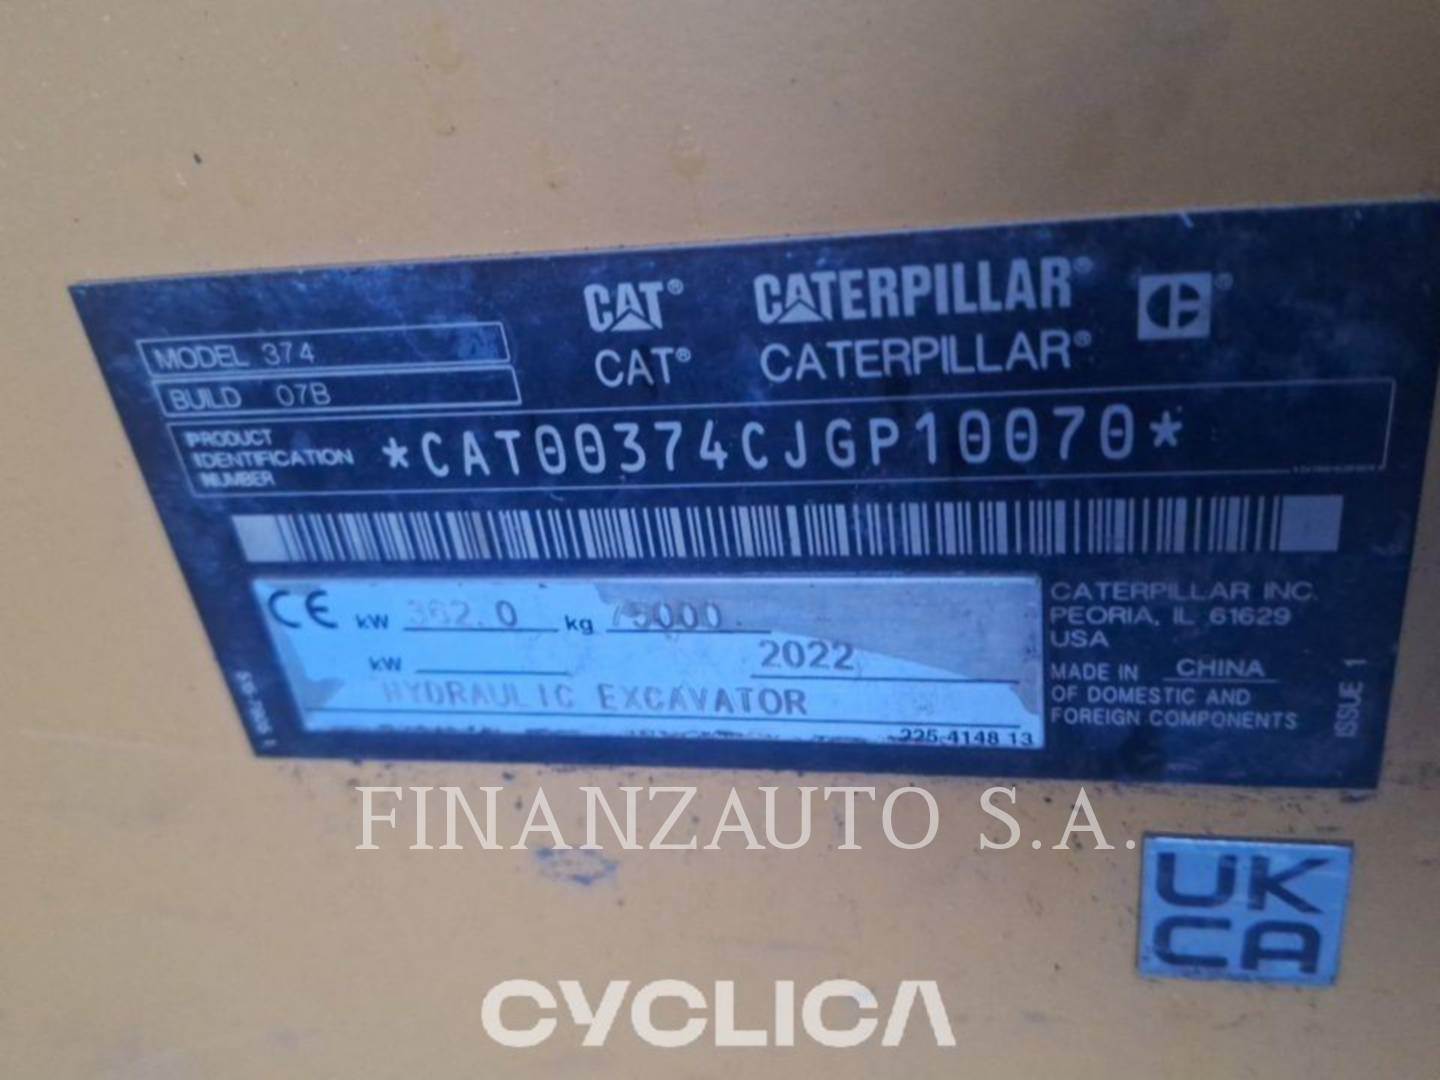 CAT® CATERPILLAR®
CAT® CATERPILLAR®
MODEL 374
BUILD 07B
PRODUCT
IDENTIFICATION
NUMBER
*CAT00374CJGP10070*
CE kW 362.0 kg 75000
kW 2022
HYDRAULIC EXCAVATOR
225-4148 13
CATERPILLAR INC.
PEORIA, IL 61629
USA
MADE IN CHINA
OF DOMESTIC AND
FOREIGN COMPONENTS
ISSUE 1
FINANZAUTO S.A.
UK
CA
CYCLICA